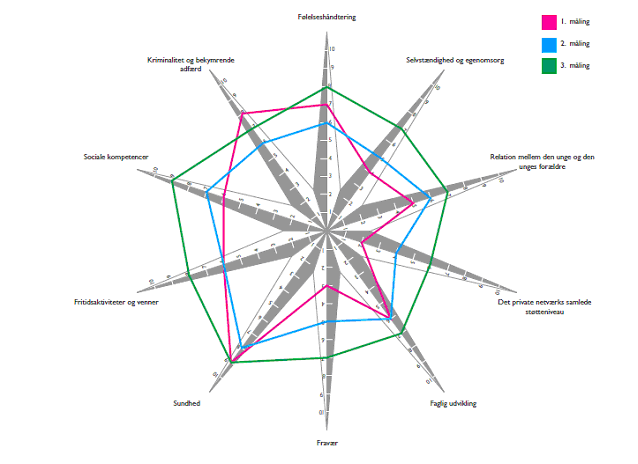 Følelseshåndtering
1. måling
2. måling
3. måling
Kriminalitet og bekymrende
adfærd
Selvstændighed og egenomsorg
Sociale kompetencer
Relation mellem den unge og den
unges forældre
Fritidsaktiviteter og venner
Det private netværks samlede
støtteniveau
Sundhed
Faglig udvikling
Fravær